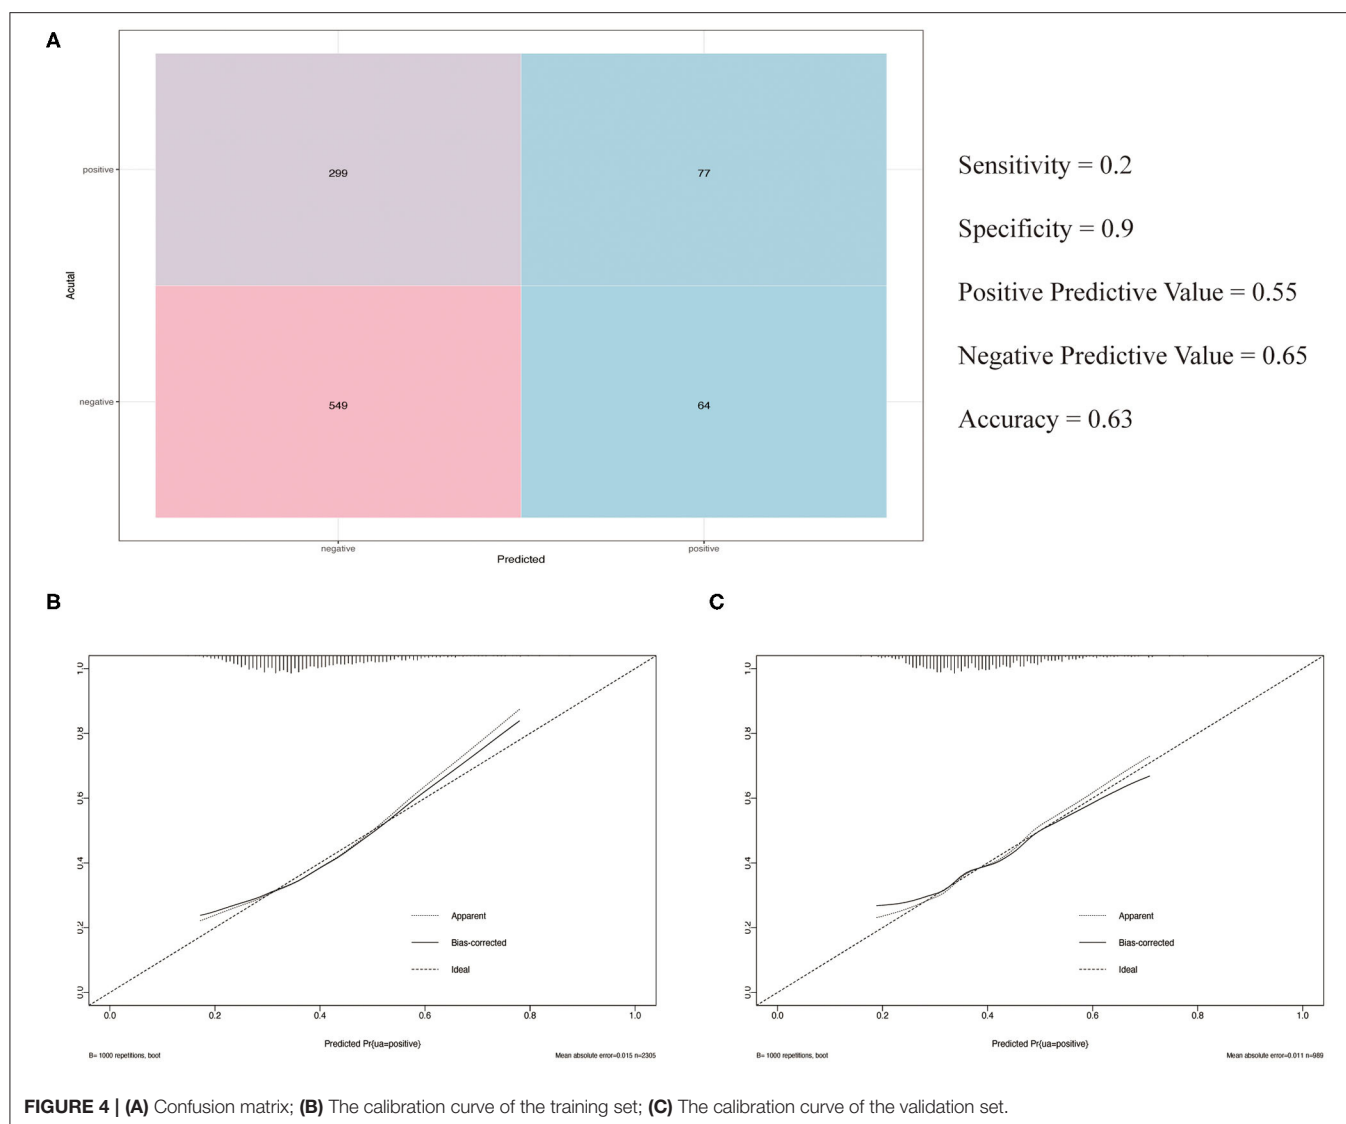 A
positive
299
77
Acutal
negative
549
64
negative
positive
Predicted
Sensitivity = 0.2
Specificity = 0.9
Positive Predictive Value = 0.55
Negative Predictive Value = 0.65
Accuracy = 0.63
B
1.0
0.8
0.6
0.4
0.2
0.0
Apparent
Bias-corrected
Ideal
0.0 0.2 0.4 0.6 0.8 1.0
Predicted Pr{ua=positive}
B= 1000 repetitions, boot
Mean absolute error=0.015 n=2305
C
1.0
0.8
0.6
0.4
0.2
0.0
Apparent
Bias-corrected
Ideal
0.0 0.2 0.4 0.6 0.8 1.0
Predicted Pr{ua=positive}
B= 1000 repetitions, boot
Mean absolute error=0.011 n=989
FIGURE 4 | (A) Confusion matrix; (B) The calibration curve of the training set; (C) The calibration curve of the validation set.